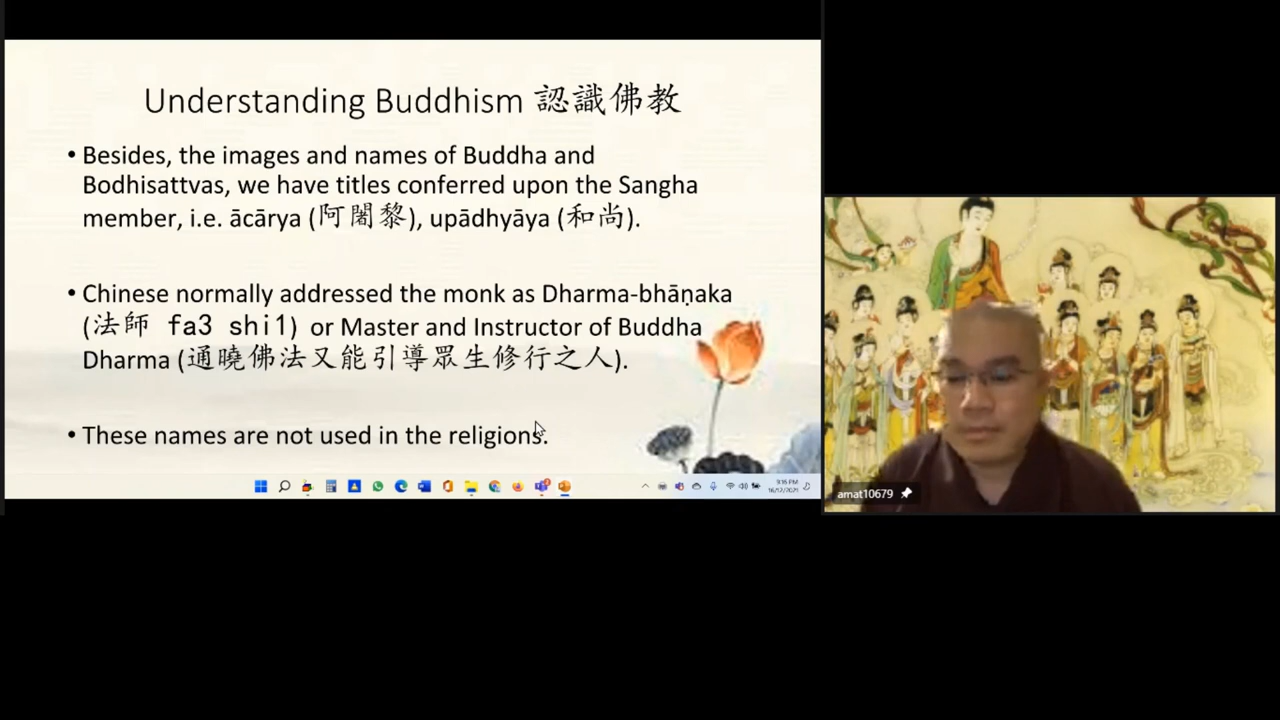 Understanding Buddhism 認識佛教
• Besides, the images and names of Buddha and
Bodhisattvas, we have titles conferred upon the Sangha
member, i.e. ācārya (阿闍黎), upādhyāya (和尚).
• Chinese normally addressed the monk as Dharma-bhāṇaka
(法師 fa3 shi1) or Master and Instructor of Buddha
Dharma (通曉佛法又能引導眾生修行之人).
• These names are not used in the religions.
9:16 PM
amat10679